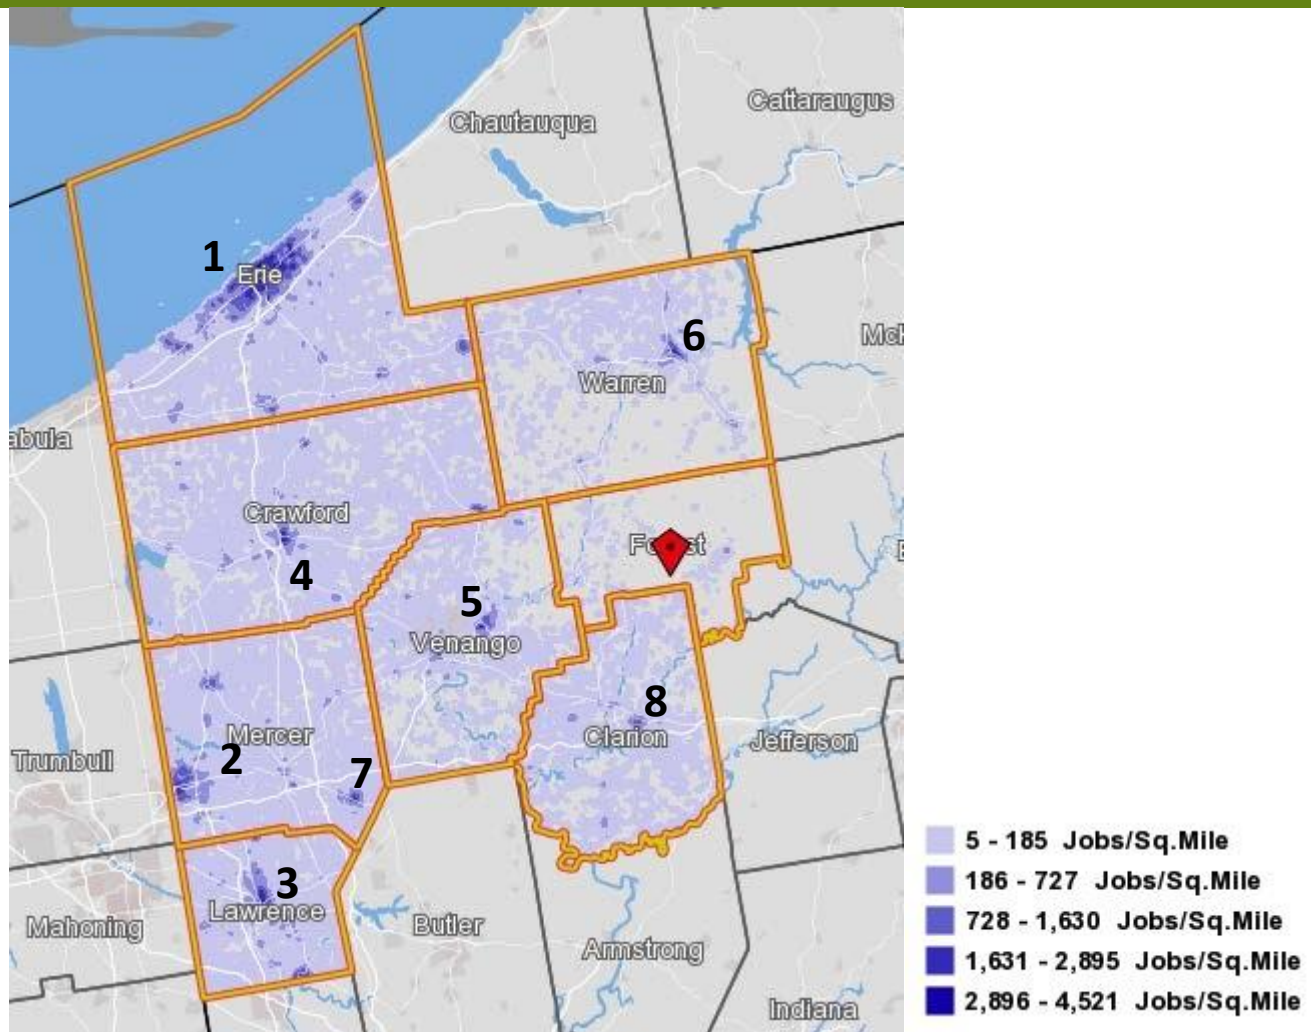 Chautauqua
Cattaraugus
1
Erie
6
McK
Warren
abula
Crawford
Forest
4
5
Venango
8
Mercer
Clarion
Jefferson
2
Trumbull
7
5 - 185 Jobs/Sq.Mile
186 - 727 Jobs/Sq.Mile
3
Lawrence
728 - 1,630 Jobs/Sq.Mile
Mahoning
Butler
Armstrong
1,631 - 2,895 Jobs/Sq.Mile
Indiana
2,896 - 4,521 Jobs/Sq.Mile